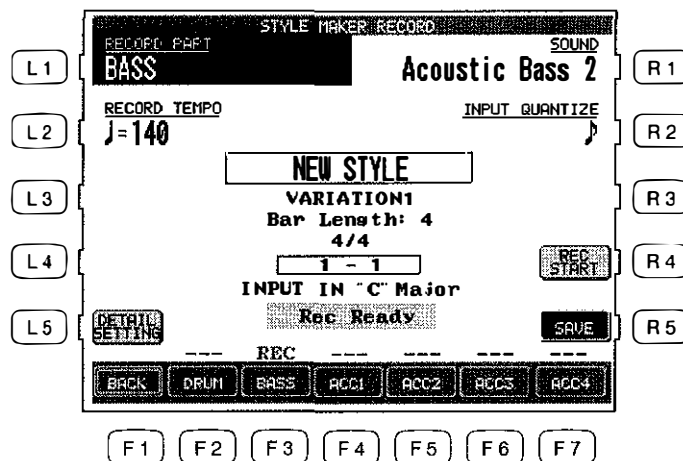 STYLE MAKER RECORD
RECORD PART
SOUND
L1
BASS
Acoustic Bass 2
R1
RECORD TEMPO
INPUT QUANTIZE
L2
♩=140
♪
R2
NEW STYLE
L3
VARIATION1
R3
Bar Length: 4
4/4
L4
1 - 1
REC START
R4
INPUT IN "C" Major
L5
DETAIL SETTING
Rec Ready
SAVE
R5
--- REC --- --- --- ---
BACK DRUM BASS ACC1 ACC2 ACC3 ACC4
F1 F2 F3 F4 F5 F6 F7